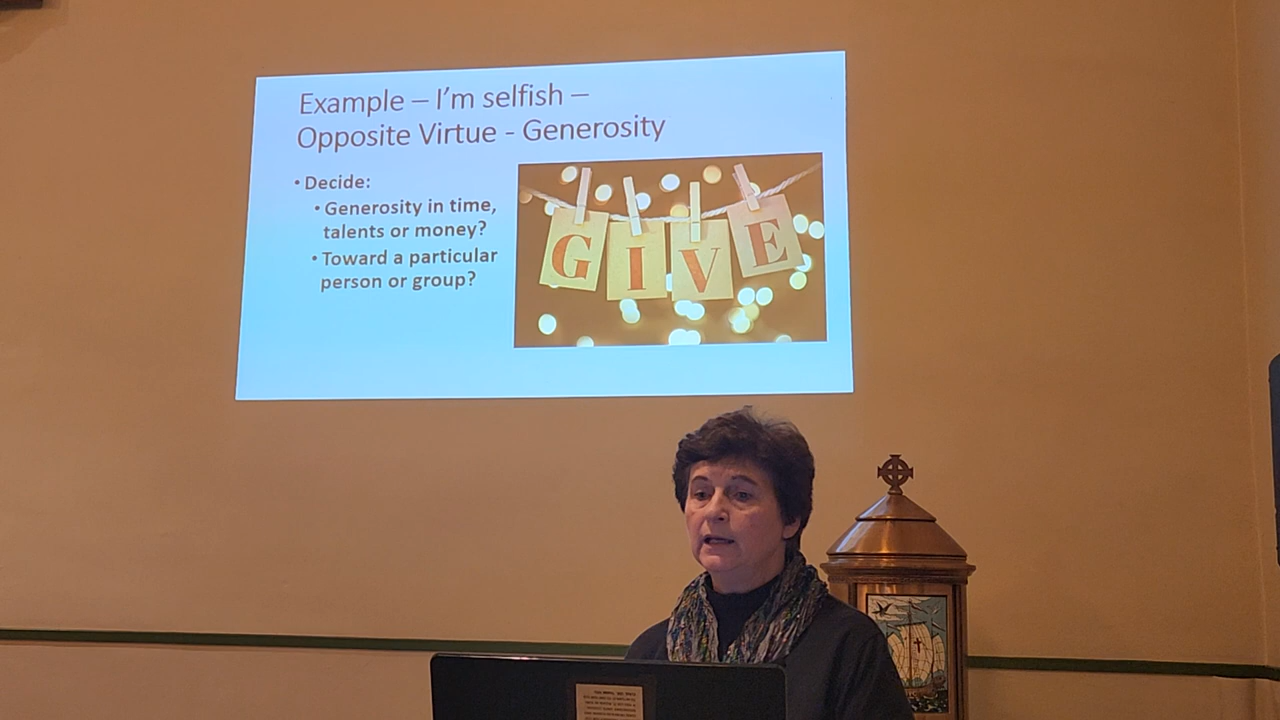 Example – I'm selfish –
Opposite Virtue - Generosity
• Decide:
• Generosity in time,
talents or money?
• Toward a particular
person or group?
GIVE